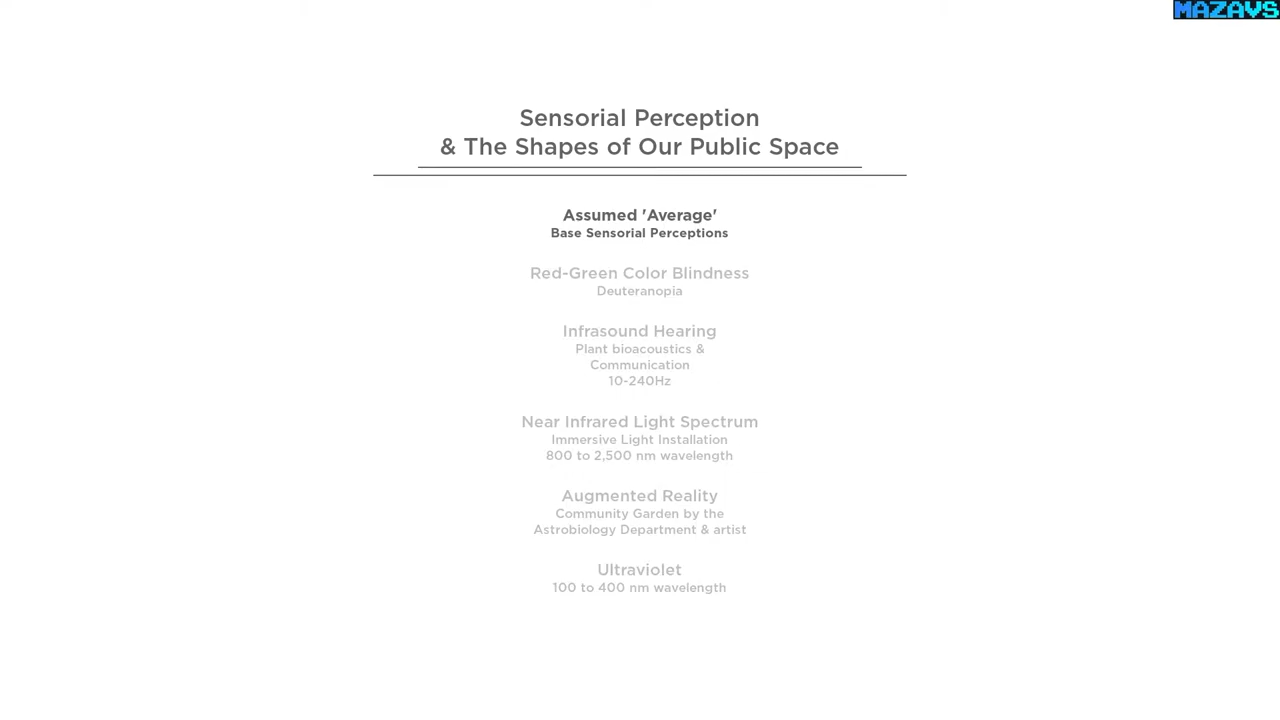 MAZAVS
Sensorial Perception
& The Shapes of Our Public Space
Assumed 'Average'
Base Sensorial Perceptions
Red-Green Color Blindness
Deuteranopia
Infrasound Hearing
Plant bioacoustics &
Communication
10-240Hz
Near Infrared Light Spectrum
Immersive Light Installation
800 to 2,500 nm wavelength
Augmented Reality
Community Garden by the
Astrobiology Department & artist
Ultraviolet
100 to 400 nm wavelength